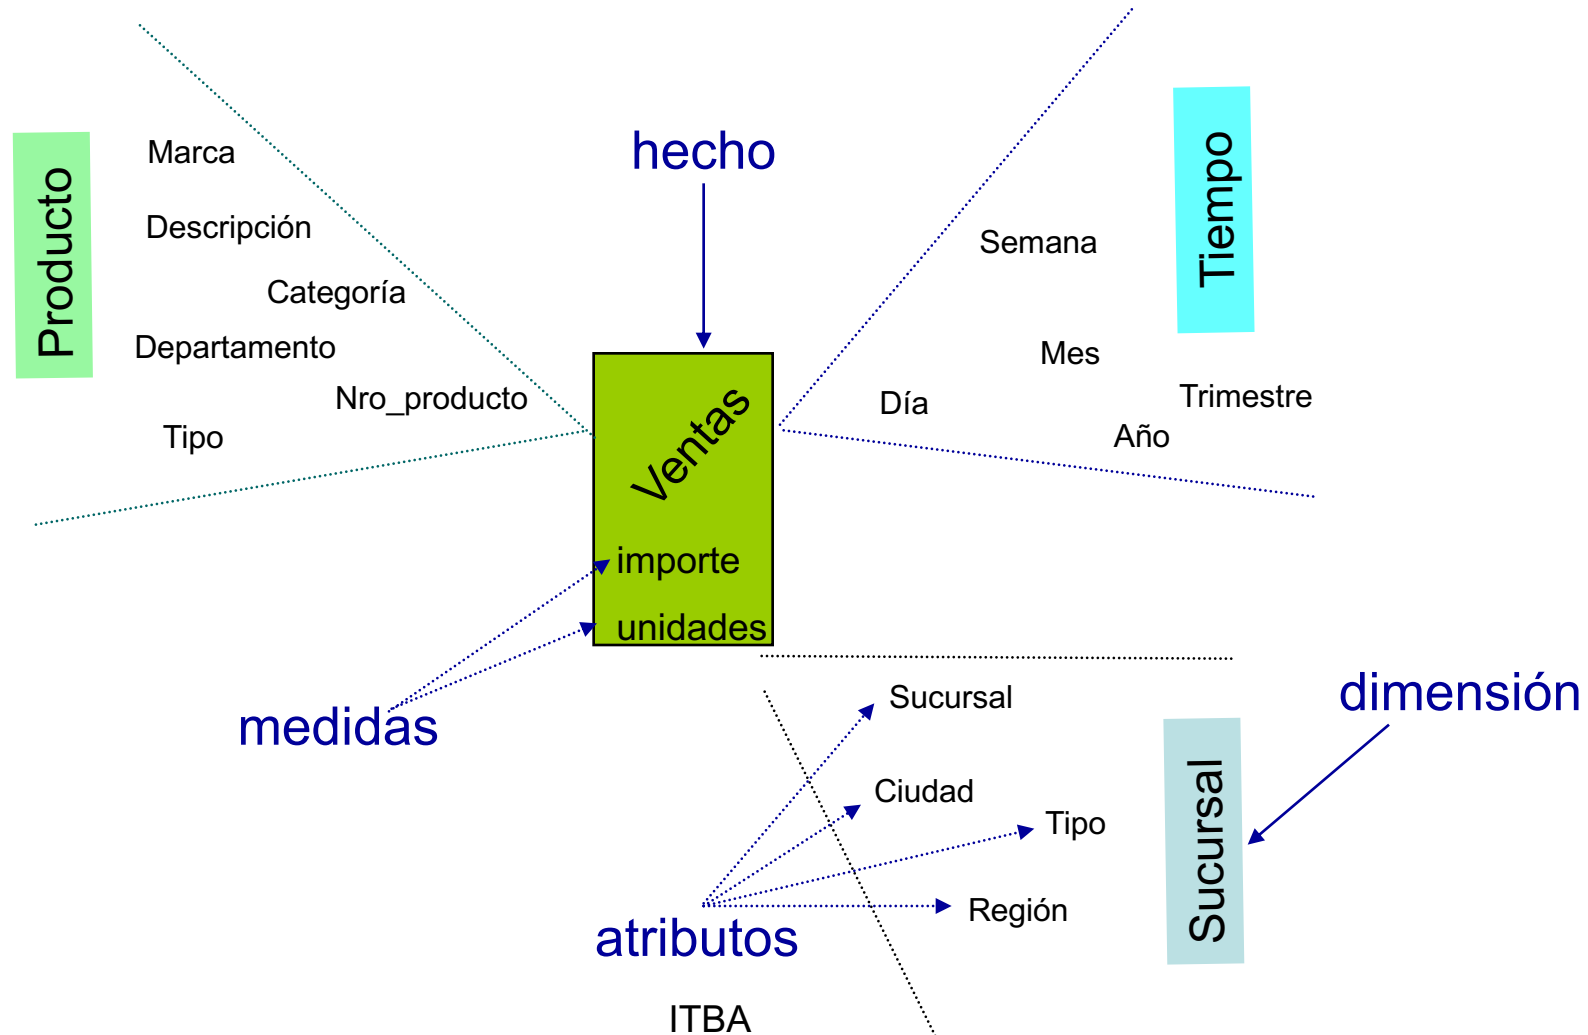 hecho
Producto
Marca
Descripción
Categoría
Departamento
Nro_producto
Tipo
Tiempo
Semana
Mes
Día
Trimestre
Año
Ventas
importe
unidades
medidas
Sucursal
Ciudad
Tipo
Región
Sucursal
dimensión
atributos
ITBA